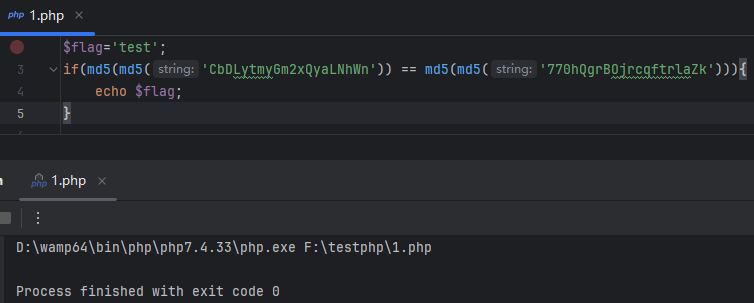 php 1.php ×
$flag='test';
3 if(md5(md5( string: 'CbDLytmyGm2xQyaLNhWn')) == md5(md5( string: '770hQgrBOjrcqftrlaZk'))){
4 echo $flag;
5 }
php 1.php ×
D:\wamp64\bin\php\php7.4.33\php.exe F:\testphp\1.php
Process finished with exit code 0